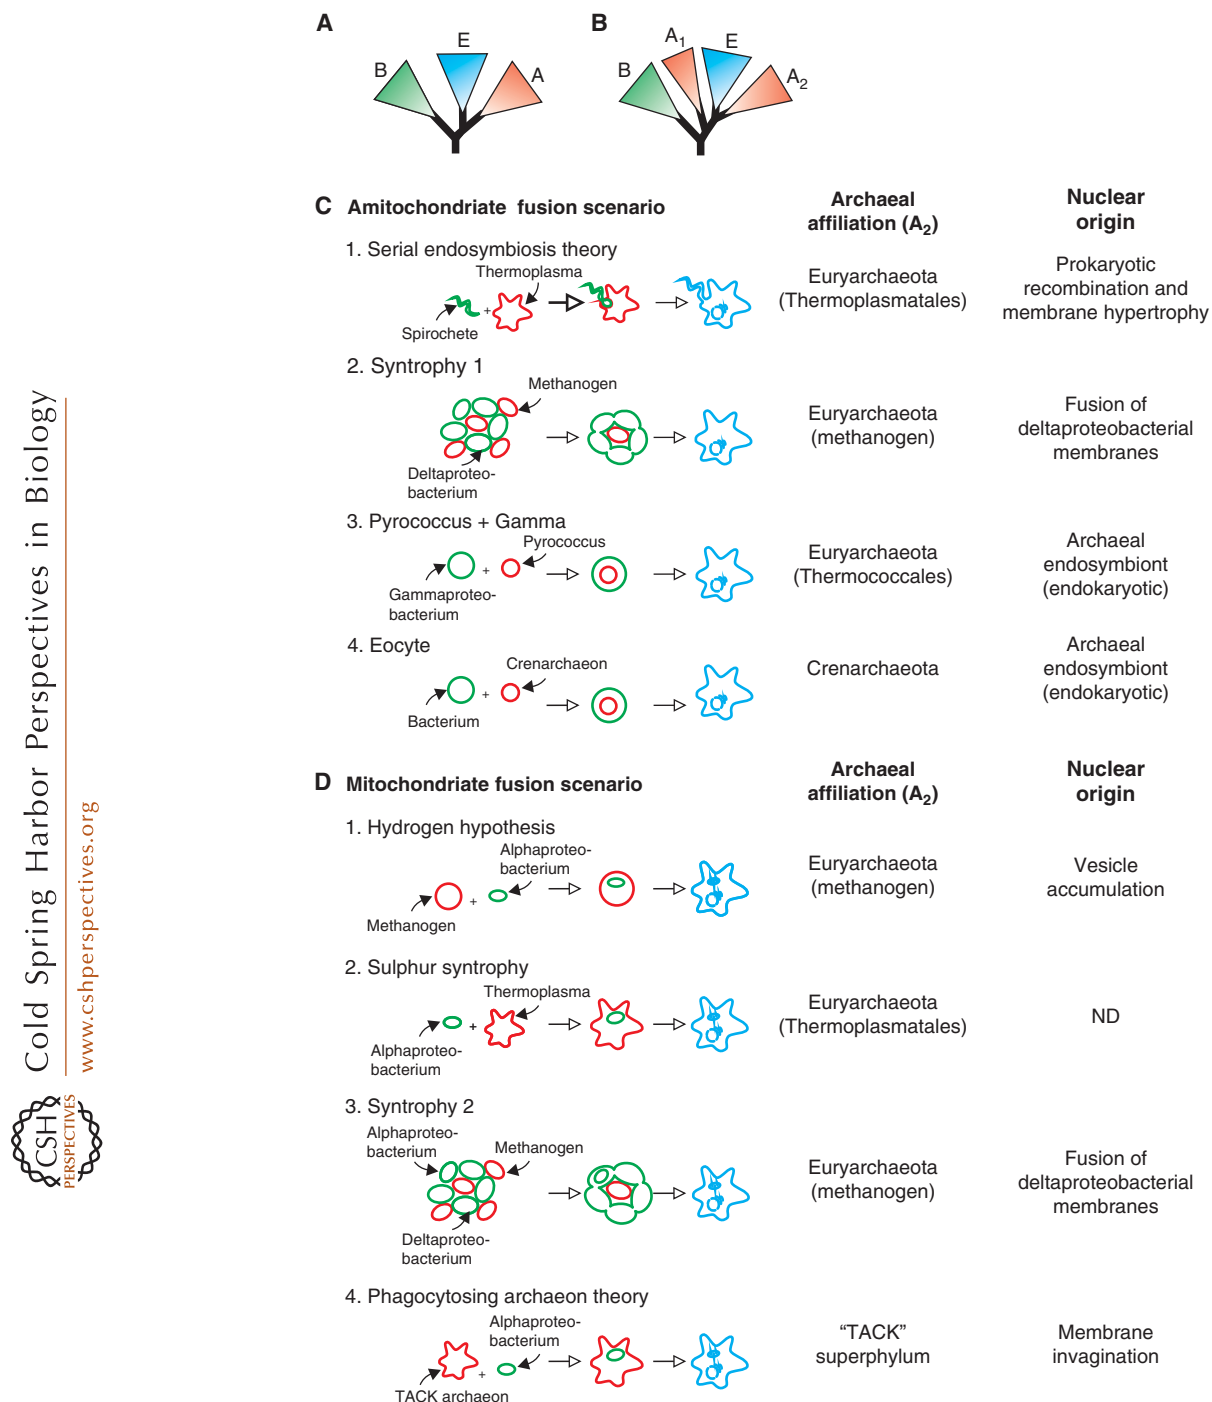 A
B
E
A
B
A1
E
B
A2
C Amitochondriate fusion scenario
Archaeal
affiliation (A2)
Nuclear
origin
1. Serial endosymbiosis theory
Thermoplasma
+
Spirochete
Euryarchaeota
(Thermoplasmatales)
Prokaryotic
recombination and
membrane hypertrophy
2. Syntrophy 1
Methanogen
Deltaproteo-
bacterium
Euryarchaeota
(methanogen)
Fusion of
deltaproteobacterial
membranes
3. Pyrococcus + Gamma
Pyrococcus
+
Gammaproteo-
bacterium
Euryarchaeota
(Thermococcales)
Archaeal
endosymbiont
(endokaryotic)
4. Eocyte
Crenarchaeon
+
Bacterium
Crenarchaeota
Archaeal
endosymbiont
(endokaryotic)
D Mitochondriate fusion scenario
Archaeal
affiliation (A2)
Nuclear
origin
1. Hydrogen hypothesis
Alphaproteo-
bacterium
+
Methanogen
Euryarchaeota
(methanogen)
Vesicle
accumulation
2. Sulphur syntrophy
Thermoplasma
+
Alphaproteo-
bacterium
Euryarchaeota
(Thermoplasmatales)
ND
3. Syntrophy 2
Alphaproteo-
bacterium
Methanogen
Deltaproteo-
bacterium
Euryarchaeota
(methanogen)
Fusion of
deltaproteobacterial
membranes
4. Phagocytosing archaeon theory
Alphaproteo-
bacterium
+
TACK archaeon
“TACK”
superphylum
Membrane
invagination
Cold Spring Harbor Perspectives in Biology
www.cshperspectives.org
CSH
PERSPECTIVES